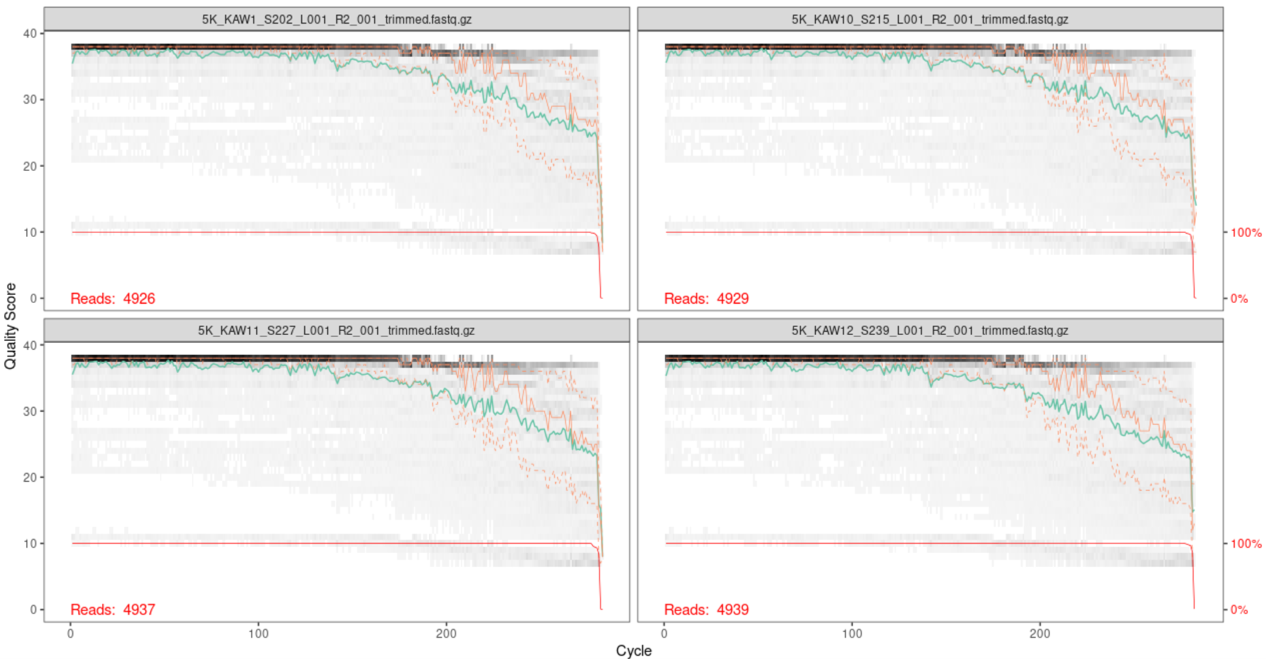 5K_KAW1_S202_L001_R2_001_trimmed.fastq.gz
5K_KAW10_S215_L001_R2_001_trimmed.fastq.gz
40
30
20
10
0
Reads: 4926
Reads: 4929
100%
0%
5K_KAW11_S227_L001_R2_001_trimmed.fastq.gz
5K_KAW12_S239_L001_R2_001_trimmed.fastq.gz
Quality Score
40
30
20
10
0
Reads: 4937
Reads: 4939
100%
0%
0 100 200
0 100 200
Cycle